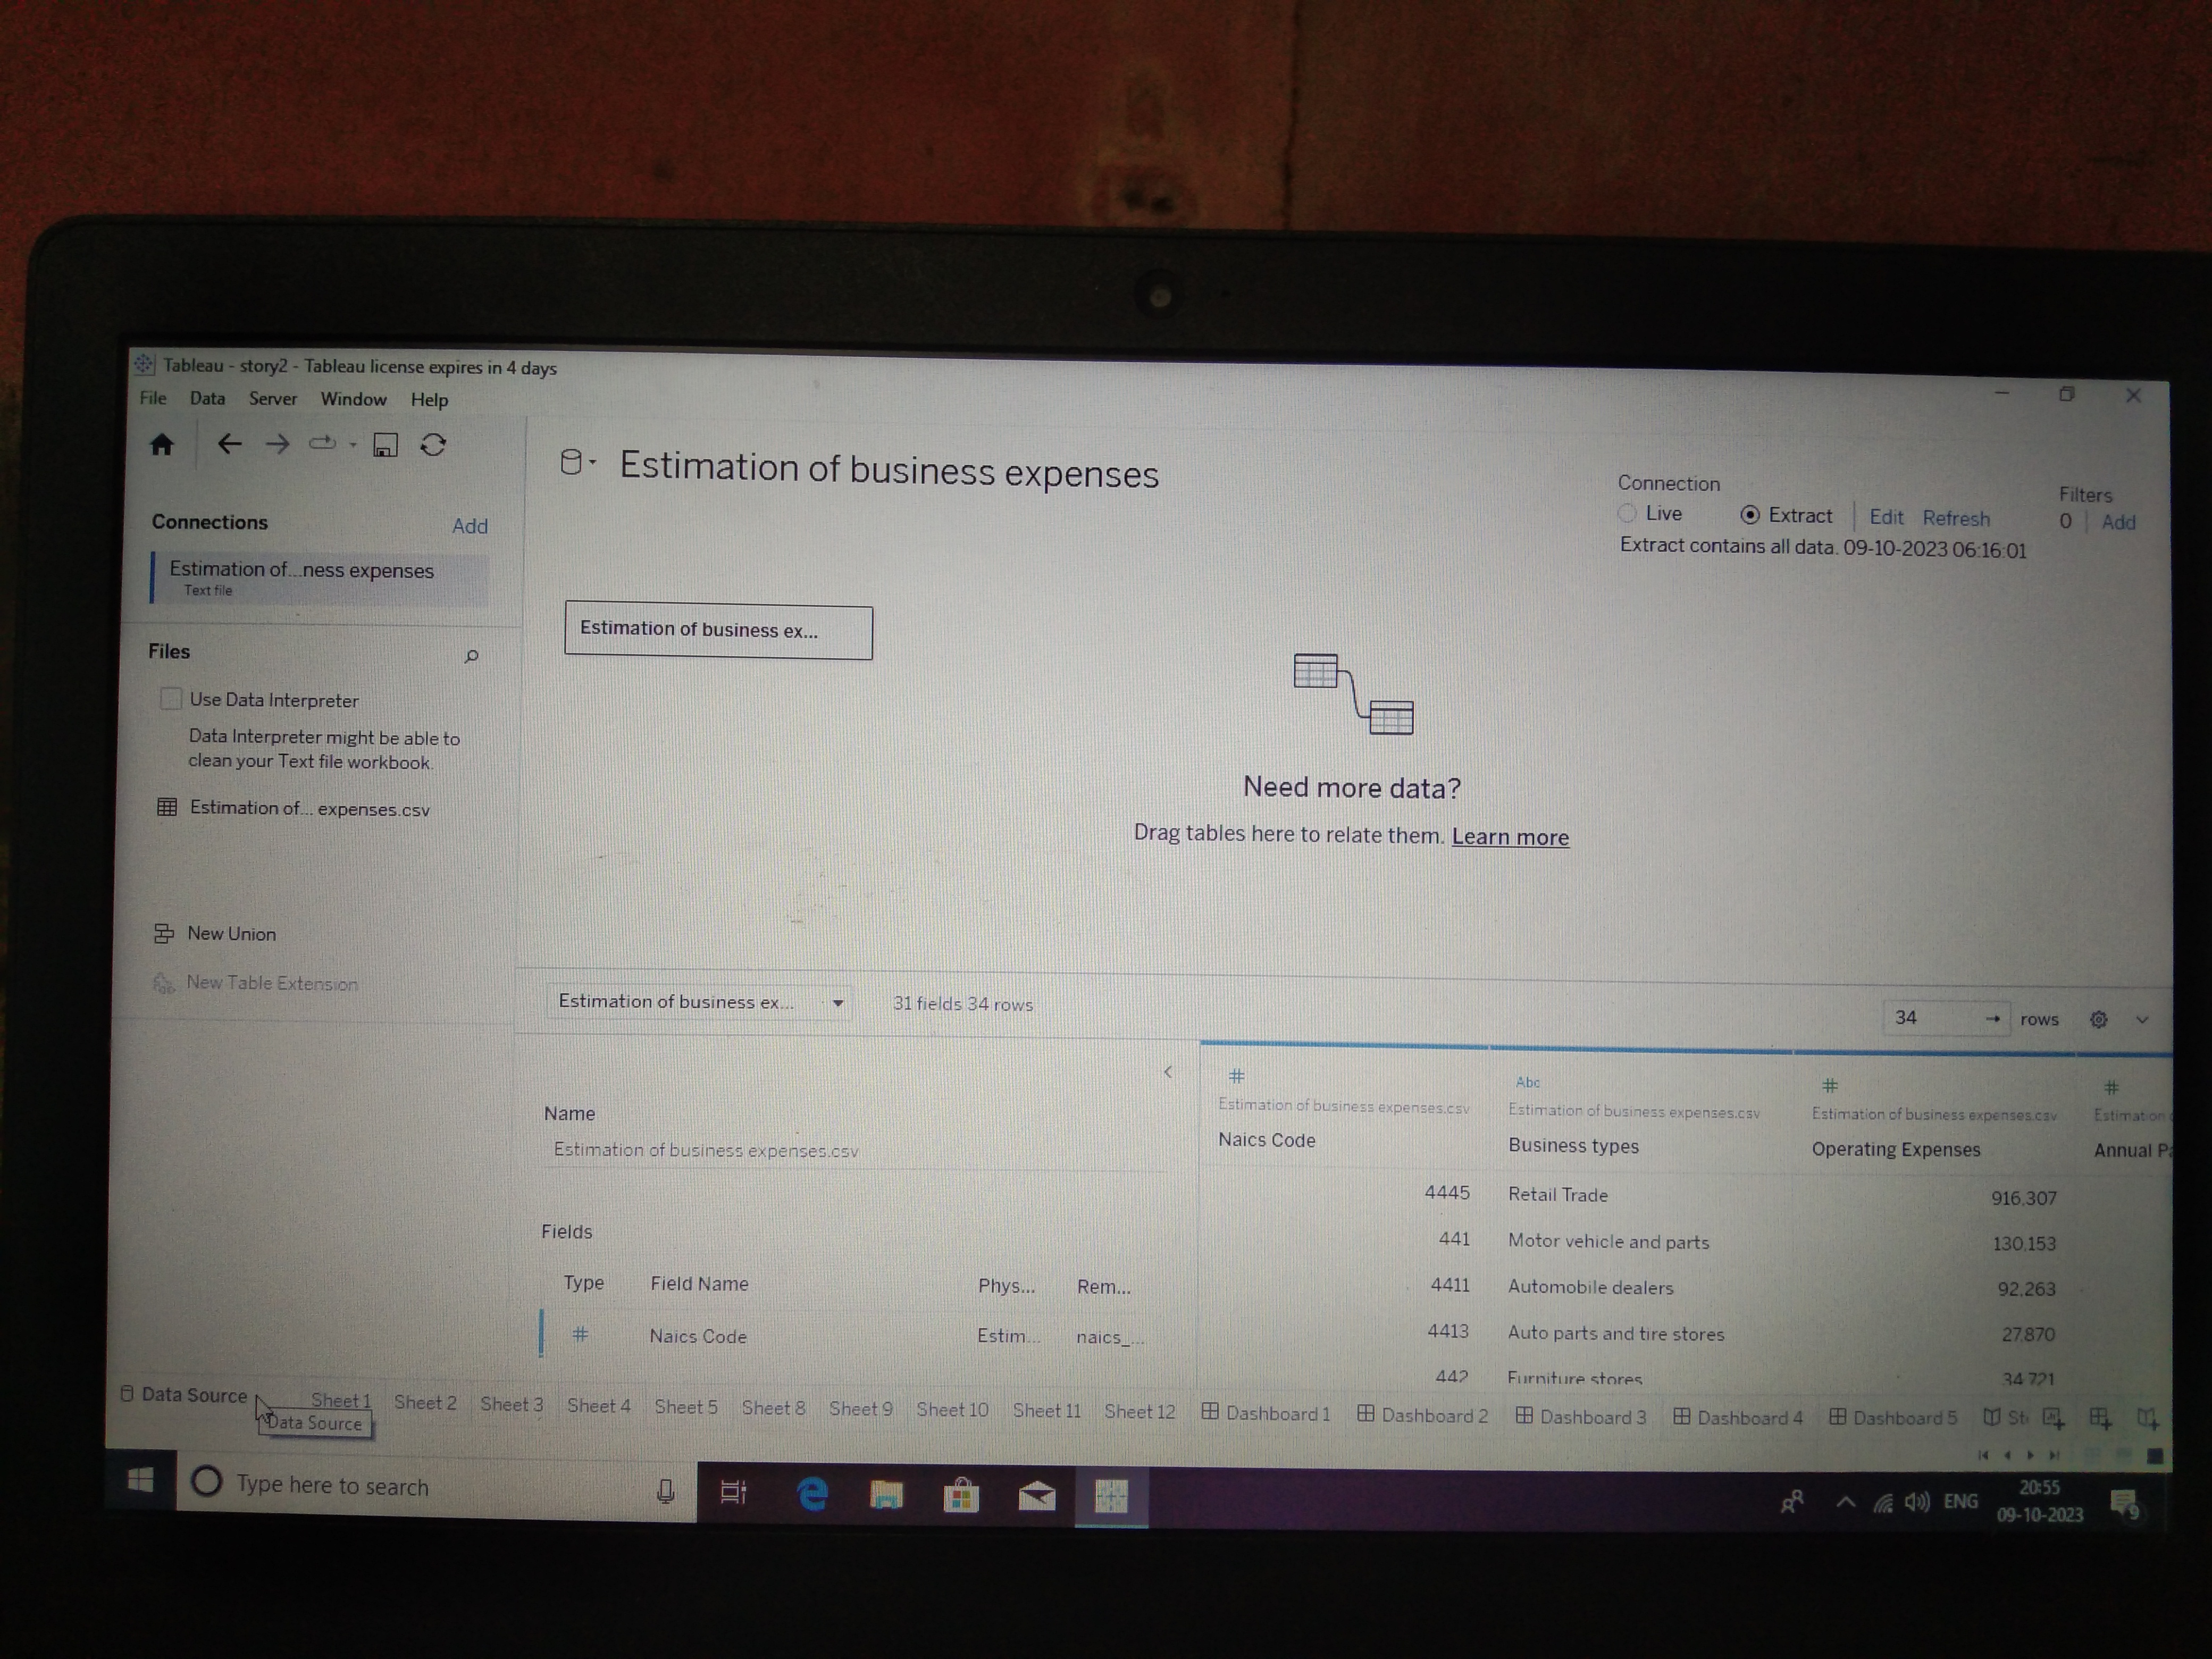 Tableau - story2 - Tableau license expires in 4 days
File Data Server Window Help
Estimation of business expenses
Connection
Live Extract Edit Refresh
Extract contains all data. 09-10-2023 06:16:01
Filters
0 Add
Connections Add
Estimation of...ness expenses
Text file
Files
Use Data Interpreter
Data Interpreter might be able to
clean your Text file workbook.
Estimation of... expenses.csv
New Union
New Table Extension
Estimation of business ex...
Need more data?
Drag tables here to relate them. Learn more
Estimation of business ex... 31 fields 34 rows
34 → rows
Name
Estimation of business expenses.csv
Fields
Type Field Name Phys... Rem...
# Naics Code Estim... naics_...
# Abc # #
Estimation of business expenses.csv Estimation of business expenses.csv Estimation of business expenses.csv Estimation
Naics Code Business types Operating Expenses Annual Pa
4445 Retail Trade 916,307
441 Motor vehicle and parts 130,153
4411 Automobile dealers 92,263
4413 Auto parts and tire stores 27,870
442 Furniture stores 34,721
Data Source Sheet 1 Sheet 2 Sheet 3 Sheet 4 Sheet 5 Sheet 8 Sheet 9 Sheet 10 Sheet 11 Sheet 12 Dashboard 1 Dashboard 2 Dashboard 3 Dashboard 4 Dashboard 5 St
Data Source
Type here to search
ENG
20:55
09-10-2023
9